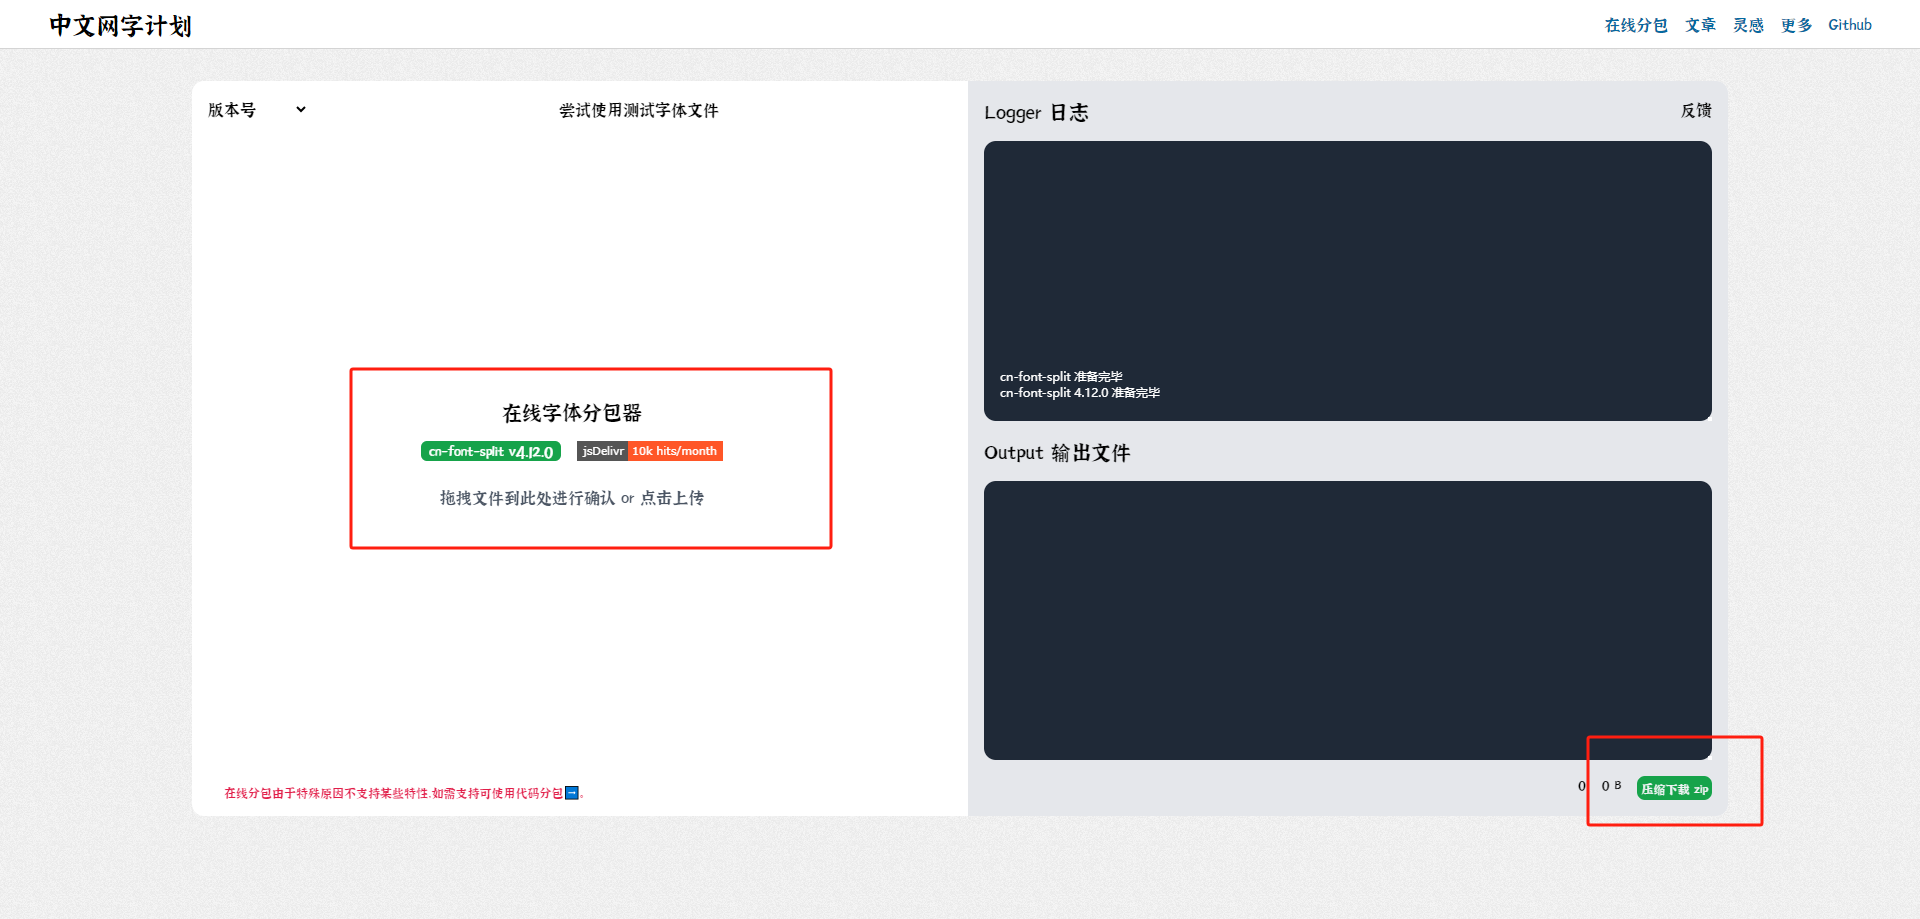 中文网字计划
在线分包 文章 灵感 更多 Github
版本号
尝试使用测试字体文件
在线字体分包器
cn-font-split v4.12.0
jsDelivr 10k hits/month
拖拽文件到此处进行确认 or 点击上传
在线分包由于特殊原因不支持某些特性,如需支持可使用代码分包➡️。
Logger 日志
反馈
cn-font-split 准备完毕
cn-font-split 4.12.0 准备完毕
Output 输出文件
0 0 B 压缩下载 zip